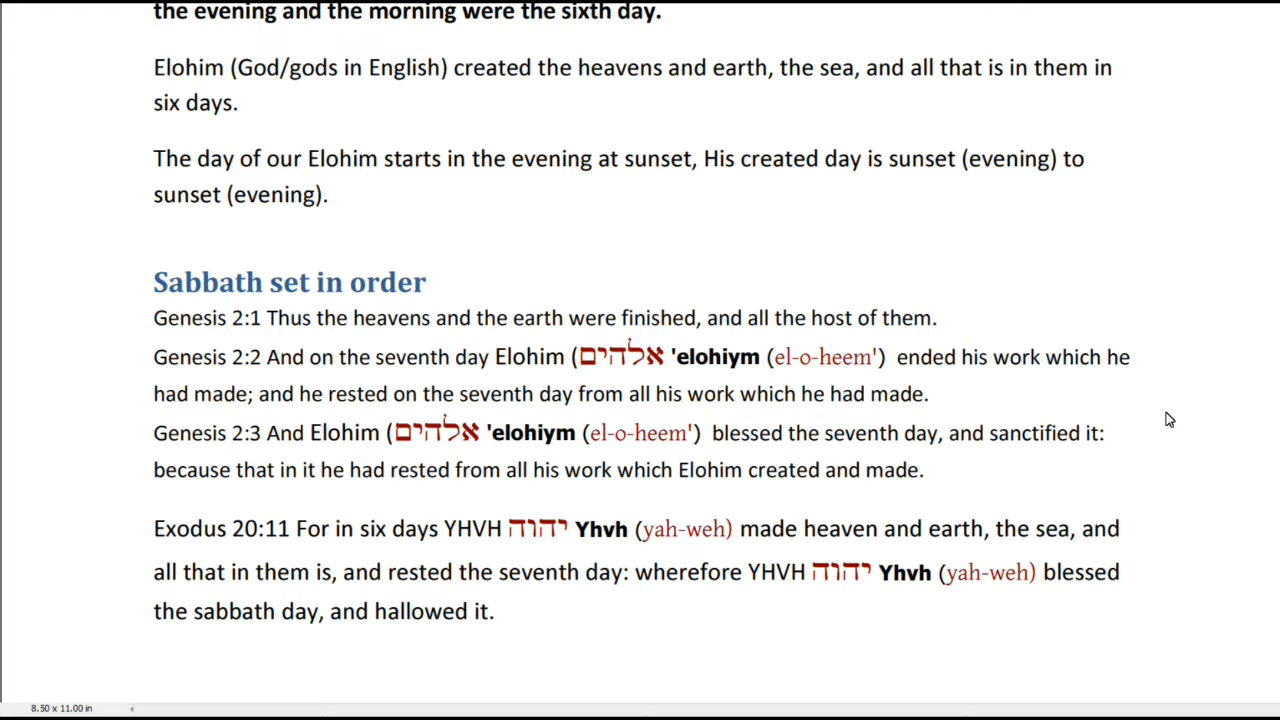 the evening and the morning were the sixth day.
Elohim (God/gods in English) created the heavens and earth, the sea, and all that is in them in
six days.
The day of our Elohim starts in the evening at sunset, His created day is sunset (evening) to
sunset (evening).
Sabbath set in order
Genesis 2:1 Thus the heavens and the earth were finished, and all the host of them.
Genesis 2:2 And on the seventh day Elohim (אלהים 'elohiym (el-o-heem') ended his work which he
had made; and he rested on the seventh day from all his work which he had made.
Genesis 2:3 And Elohim (אלהים 'elohiym (el-o-heem') blessed the seventh day, and sanctified it:
because that in it he had rested from all his work which Elohim created and made.
Exodus 20:11 For in six days YHVH יהוה Yhvh (yah-weh) made heaven and earth, the sea, and
all that in them is, and rested the seventh day: wherefore YHVH יהוה Yhvh (yah-weh) blessed
the sabbath day, and hallowed it.
8.50 x 11.00 in